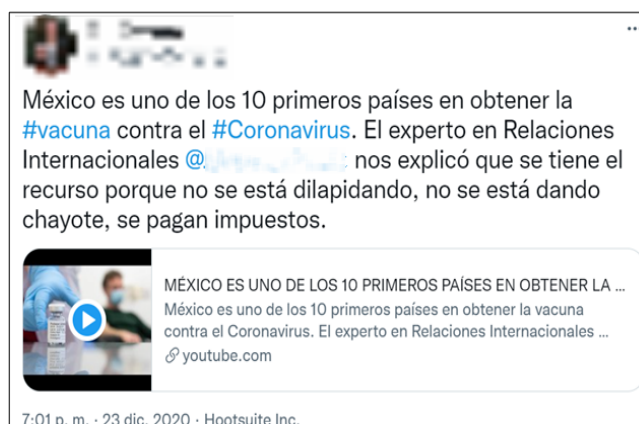 México es uno de los 10 primeros países en obtener la
#vacuna contra el #Coronavirus. El experto en Relaciones
Internacionales @ nos explicó que se tiene el
recurso porque no se está dilapidando, no se está dando
chayote, se pagan impuestos.
MÉXICO ES UNO DE LOS 10 PRIMEROS PAÍSES EN OBTENER LA ...
México es uno de los 10 primeros países en obtener la vacuna
contra el Coronavirus. El experto en Relaciones Internacionales ...
youtube.com
7:01 p. m. · 23 dic. 2020 · Hootsuite Inc.